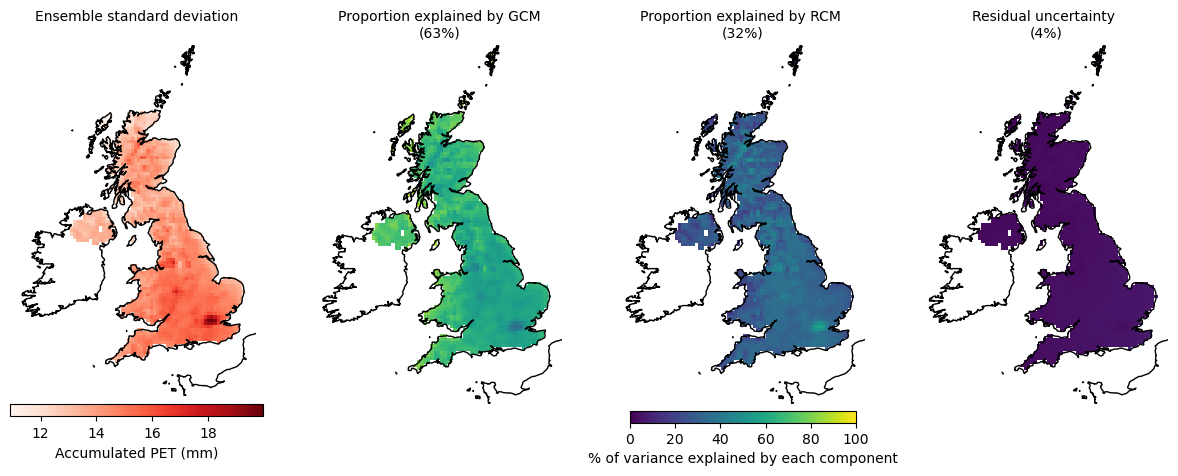 Ensemble standard deviation
Proportion explained by GCM
(63%)
Proportion explained by RCM
(32%)
Residual uncertainty
(4%)
12 14 16 18
Accumulated PET (mm)
0 20 40 60 80 100
% of variance explained by each component